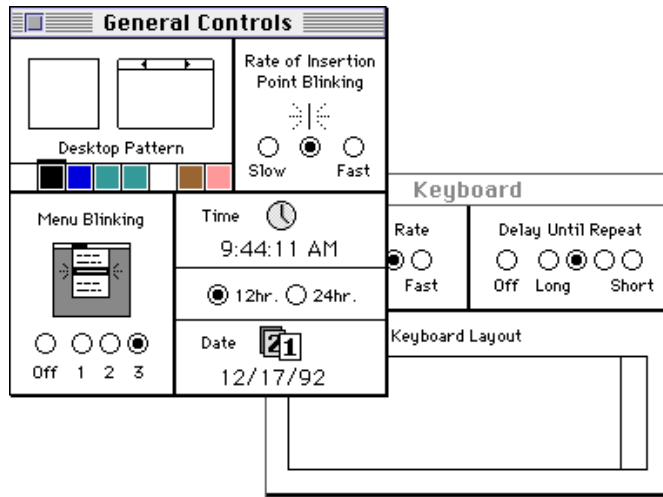 General Controls
Rate of Insertion
Point Blinking
Desktop Pattern
Slow Fast
Menu Blinking
Off 1 2 3
Time
9:44:11 AM
12hr. 24hr.
Date
2 1
12/17/92
Keyboard
Rate
Fast
Delay Until Repeat
Off Long Short
Keyboard Layout